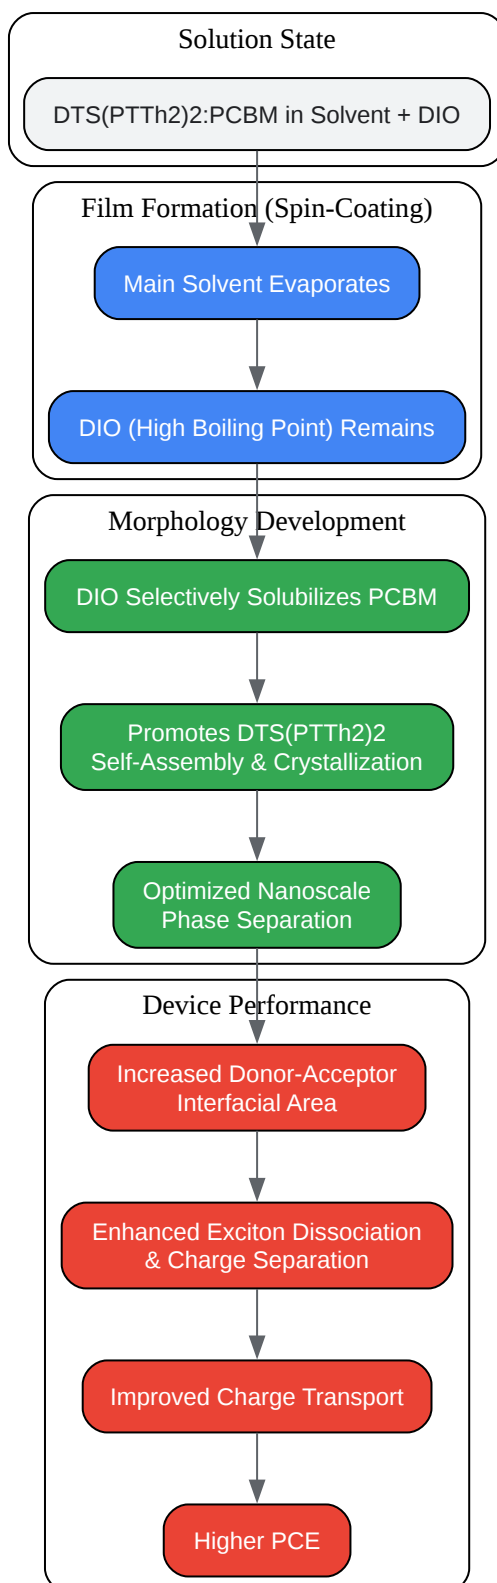 Solution State
DTS(PTTh2)2:PCBM in Solvent + DIO
Film Formation (Spin-Coating)
Main Solvent Evaporates
DIO (High Boiling Point) Remains
Morphology Development
DIO Selectively Solubilizes PCBM
Promotes DTS(PTTh2)2
Self-Assembly & Crystallization
Optimized Nanoscale
Phase Separation
Device Performance
Increased Donor-Acceptor
Interfacial Area
Enhanced Exciton Dissociation
& Charge Separation
Improved Charge Transport
Higher PCE